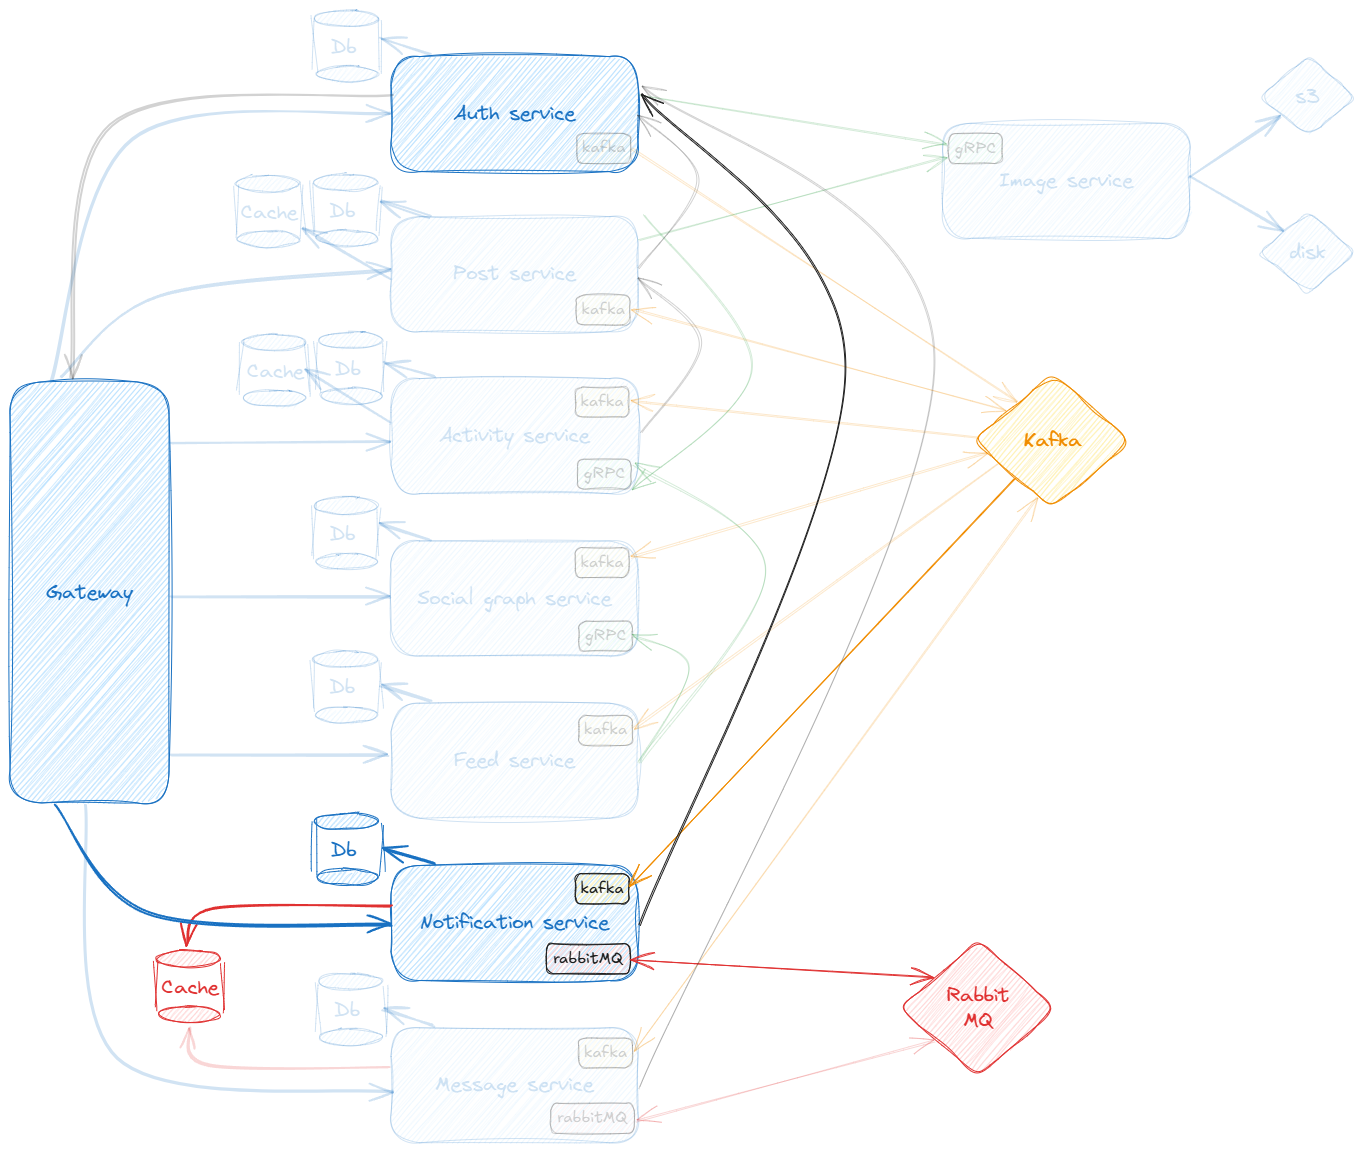 Db
Auth service
kafka
s3
gRPC
Image service
disk
Cache
Db
Post service
kafka
Cache
Db
kafka
Activity service
gRPC
Kafka
Db
kafka
Social graph service
gRPC
Gateway
Db
kafka
Feed service
Db
kafka
Notification service
rabbitMQ
Cache
Rabbit
MQ
Db
kafka
Message service
rabbitMQ